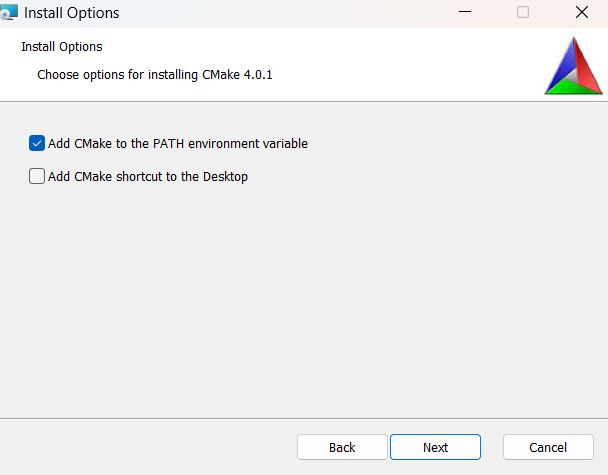 Install Options
Install Options
Choose options for installing CMake 4.0.1
Add CMake to the PATH environment variable
Add CMake shortcut to the Desktop
Back
Next
Cancel